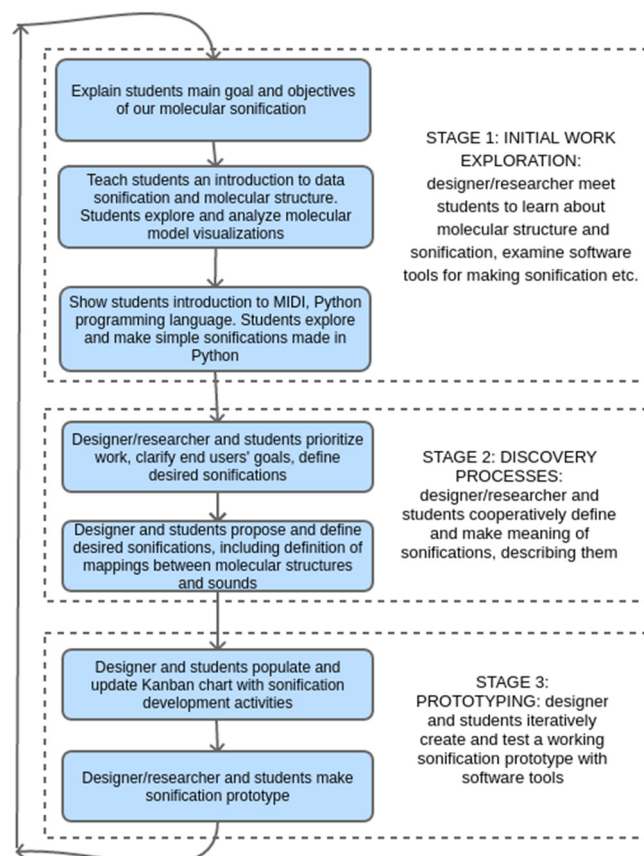 Explain students main goal and objectives
of our molecular sonification
Teach students an introduction to data
sonification and molecular structure.
Students explore and analyze molecular
model visualizations
Show students introduction to MIDI, Python
programming language. Students explore
and make simple sonifications made in
Python
STAGE 1: INITIAL WORK
EXPLORATION:
designer/researcher meet
students to learn about
molecular structure and
sonification, examine software
tools for making sonification etc.
Designer/researcher and students prioritize
work, clarify end users' goals, define
desired sonifications
Designer and students propose and define
desired sonifications, including definition of
mappings between molecular structures
and sounds
STAGE 2: DISCOVERY
PROCESSES:
designer/researcher and
students cooperatively define
and make meaning of
sonifications, describing them
Designer and students populate and
update Kanban chart with sonification
development activities
Designer/researcher and students make
sonification prototype
STAGE 3:
PROTOTYPING: designer
and students iteratively
create and test a working
sonification prototype with
software tools